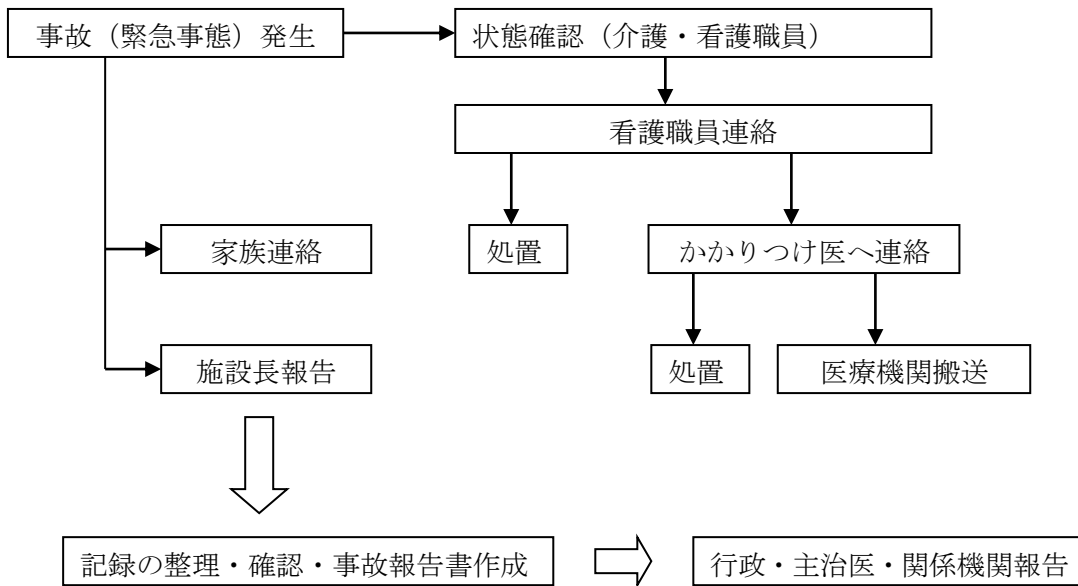 事故（緊急事態）発生
状態確認（介護・看護職員）
看護職員連絡
家族連絡
処置
かかりつけ医へ連絡
施設長報告
処置
医療機関搬送
記録の整理・確認・事故報告書作成
行政・主治医・関係機関報告